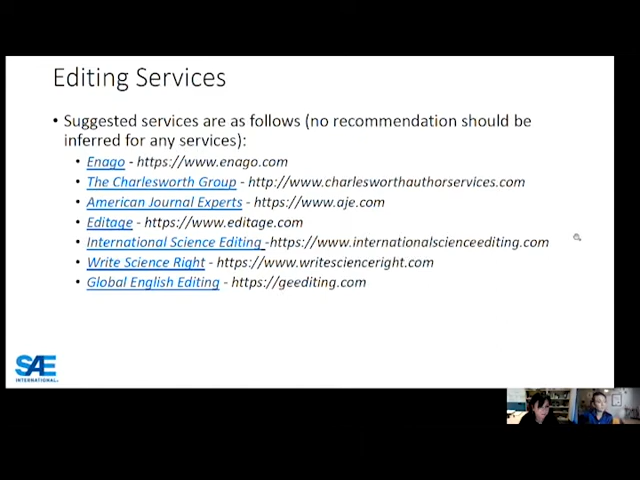 Editing Services
• Suggested services are as follows (no recommendation should be
inferred for any services):
• Enago - https://www.enago.com
• The Charlesworth Group - http://www.charlesworthauthorservices.com
• American Journal Experts - https://www.aje.com
• Editage - https://www.editage.com
• International Science Editing -https://www.internationalscienceediting.com
• Write Science Right - https://www.writescienceright.com
• Global English Editing - https://geediting.com
SAE
INTERNATIONAL